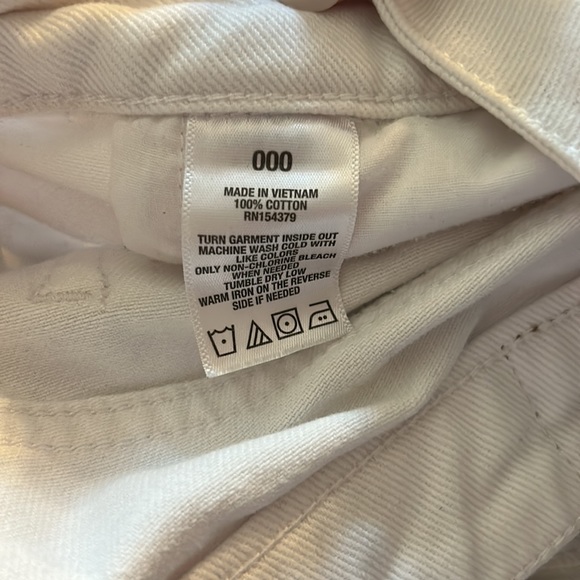 000
MADE IN VIETNAM
100% COTTON
RN154379
TURN GARMENT INSIDE OUT
MACHINE WASH COLD WITH
LIKE COLORS
ONLY NON-CHLORINE BLEACH
WHEN NEEDED
TUMBLE DRY LOW
WARM IRON ON THE REVERSE
SIDE IF NEEDED